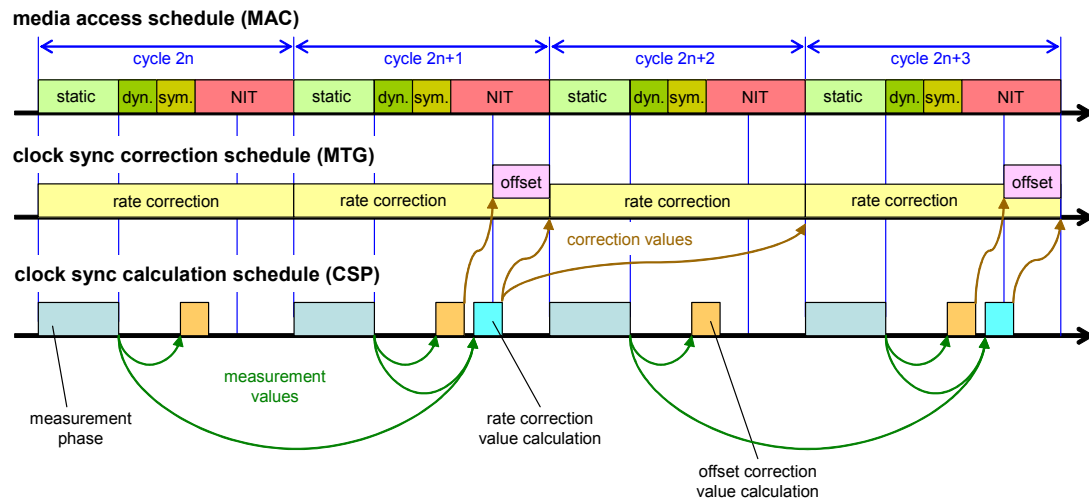 media access schedule (MAC)
cycle 2n
cycle 2n+1
cycle 2n+2
cycle 2n+3
static
dyn.
sym.
NIT
static
dyn.
sym.
NIT
static
dyn.
sym.
NIT
static
dyn.
sym.
NIT
clock sync correction schedule (MTG)
offset
offset
rate correction
rate correction
rate correction
rate correction
correction values
clock sync calculation schedule (CSP)
measurement
values
measurement
phase
rate correction
value calculation
offset correction
value calculation